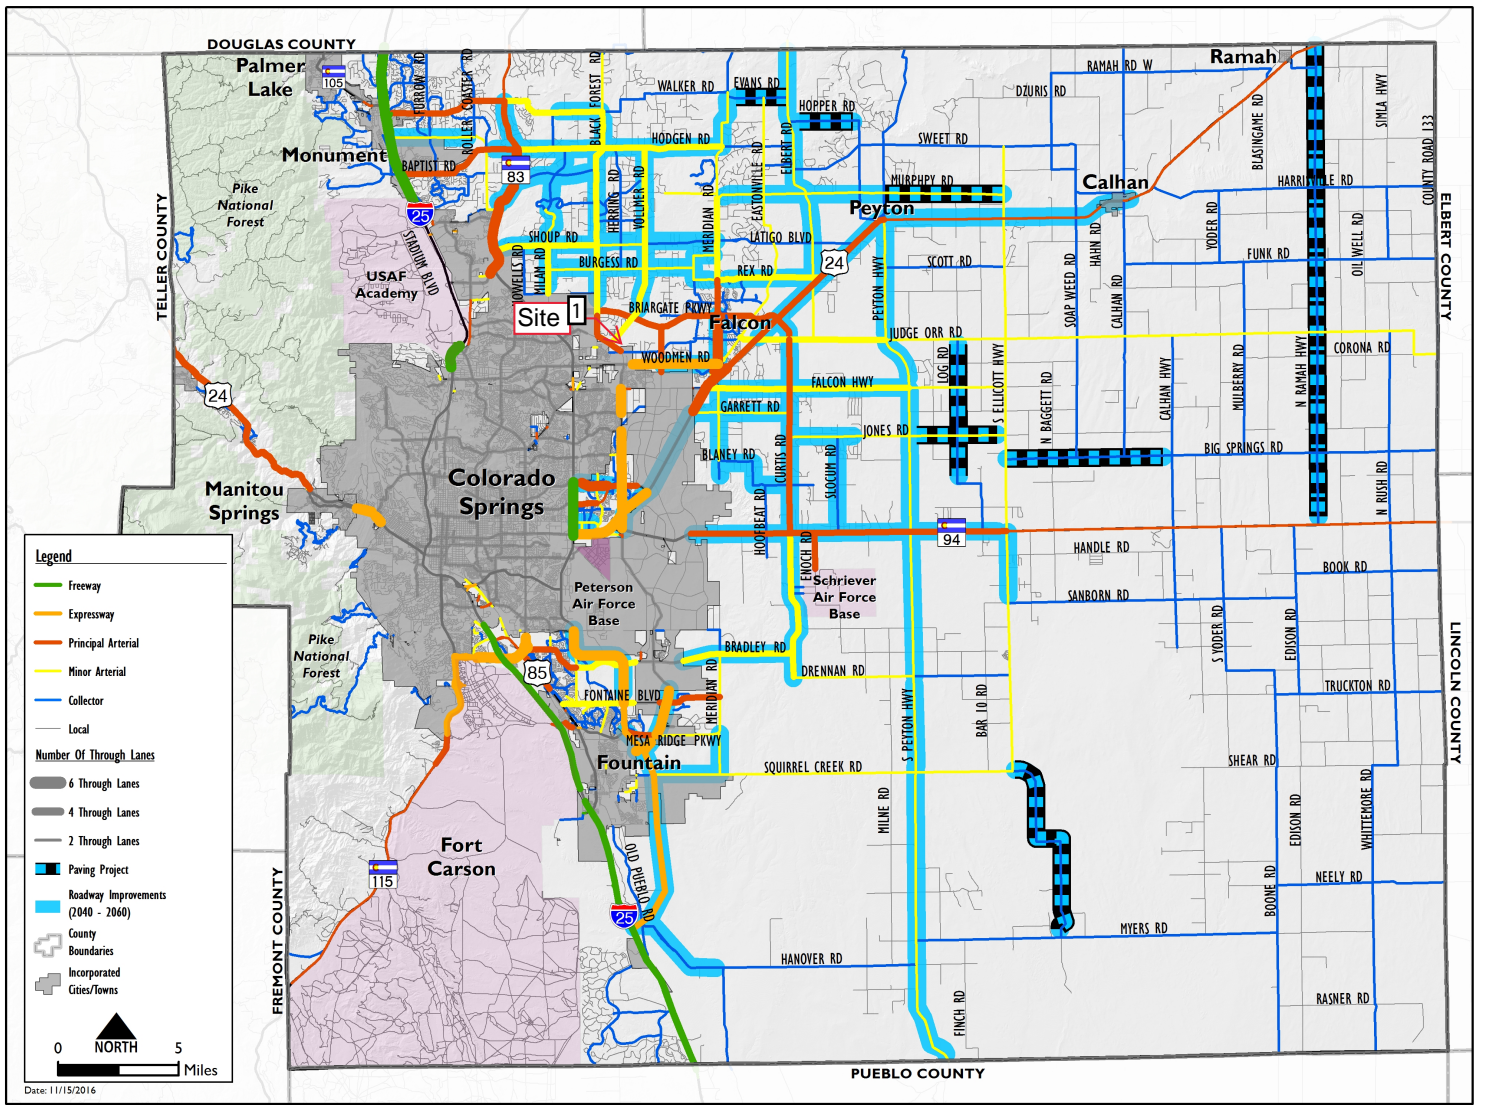 DOUGLAS COUNTY
Palmer
Lake
105
FURROW RD
ROLLER COASTER RD
BLACK FOREST RD
WALKER RD
EVANS RD
HOPPER RD
RAMAH RD W
Ramah
DZURIS RD
BLASINGAME RD
SIMLA HWY
COUNTY ROAD 133
Monument
BAPTIST RD
83
HODGEN RD
ELBERT RD
SWEET RD
MURPHPY RD
Calhan
HARRISVILLE RD
Pike
National
Forest
25
STADIUM BLVD
HERRING RD
VOLLMER RD
MERIDIAN RD
EASTONVILLE RD
Peyton
YODER RD
OIL WELL RD
ELBERT COUNTY
TELLER COUNTY
USAF
Academy
SHOUP RD
LATIGO BLVD
HAHN RD
BURGESS RD
HOWELLS RD
MILAM RD
REX RD
24
PEYTON HWY
SCOTT RD
SOAP WEED RD
CALHAN RD
FUNK RD
Site 1
BRIARGATE PKWY
Falcon
JUDGE ORR RD
N RAMAH HWY
CORONA RD
WOODMEN RD
LOG RD
S ELLICOTT HWY
N BAGGETT RD
CALHAN HWY
MULBERRY RD
24
FALCON HWY
GARRETT RD
JONES RD
BLANEY RD
CURTIS RD
SLOCUM RD
BIG SPRINGS RD
N RUSH RD
Manitou
Springs
Colorado
Springs
HOOFBEAT RD
94
ENOCH RD
HANDLE RD
BOOK RD
Peterson
Air Force
Base
Schriever
Air Force
Base
SANBORN RD
S YODER RD
EDISON RD
LINCOLN COUNTY
Pike
National
Forest
85
BRADLEY RD
DRENNAN RD
FONTAINE BLVD
MERIDIAN RD
S PEYTON HWY
BAR 10 RD
TRUCKTON RD
MESA RIDGE PKWY
Fountain
SQUIRREL CREEK RD
SHEAR RD
MILNE RD
EDISON RD
WHITTEMORE RD
Fort
Carson
115
OLD PUEBLO RD
25
BOONE RD
NEELY RD
MYERS RD
HANOVER RD
FINCH RD
RASNER RD
FREMONT COUNTY
PUEBLO COUNTY
Legend
Freeway
Expressway
Principal Arterial
Minor Arterial
Collector
Local
Number Of Through Lanes
6 Through Lanes
4 Through Lanes
2 Through Lanes
Paving Project
Roadway Improvements
(2040 - 2060)
County
Boundaries
Incorporated
Cities/Towns
NORTH
0 5
Miles
Date: 11/15/2016